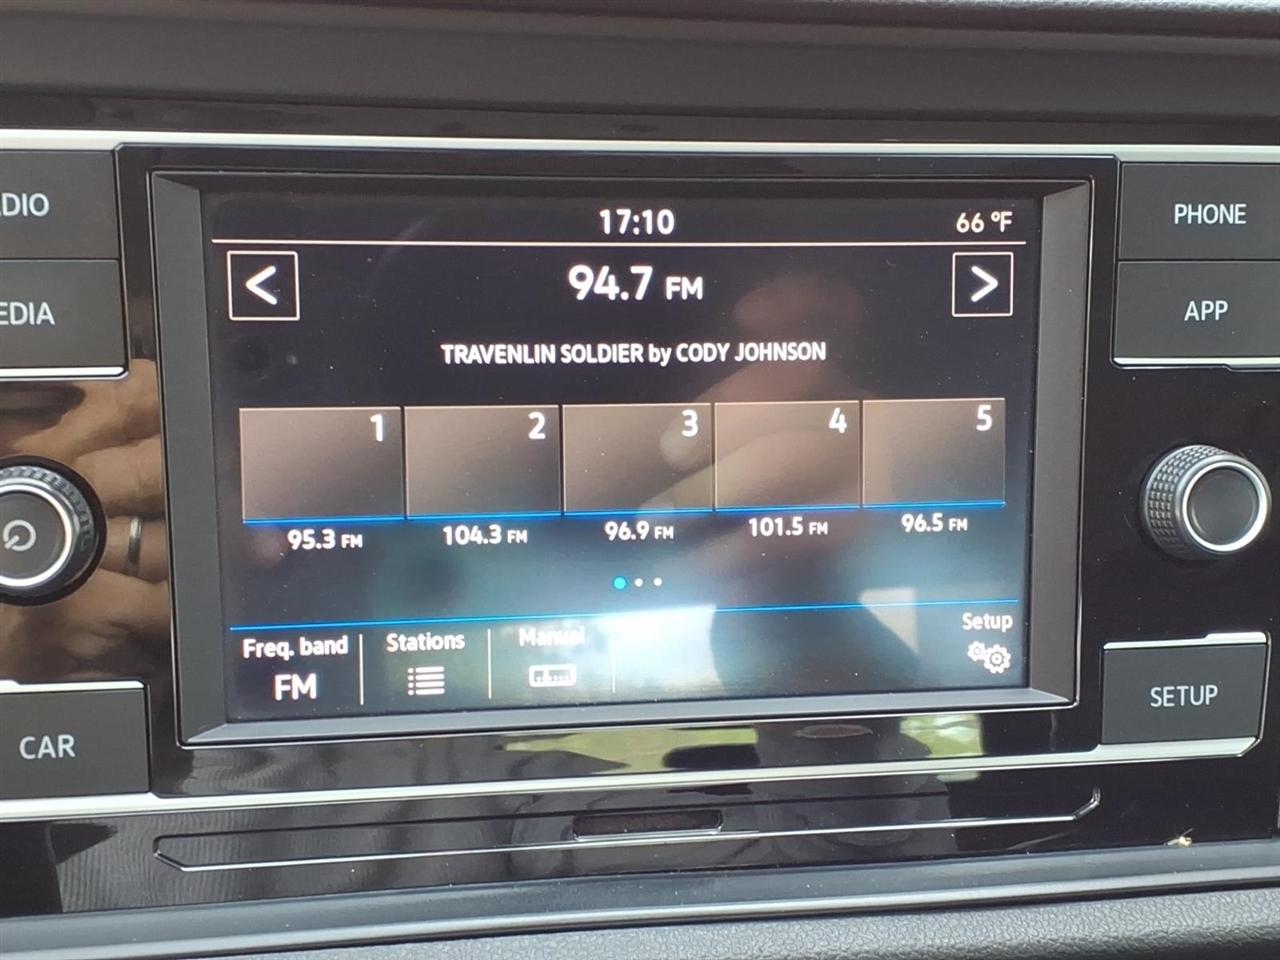 DIO
EDIA
CAR
17:10
66 °F
<
94.7 FM
>
TRAVENLIN SOLDIER by CODY JOHNSON
1
2
3
4
5
95.3 FM
104.3 FM
96.9 FM
101.5 FM
96.5 FM
Freq. band
FM
Stations
Manual
Setup
PHONE
APP
SETUP